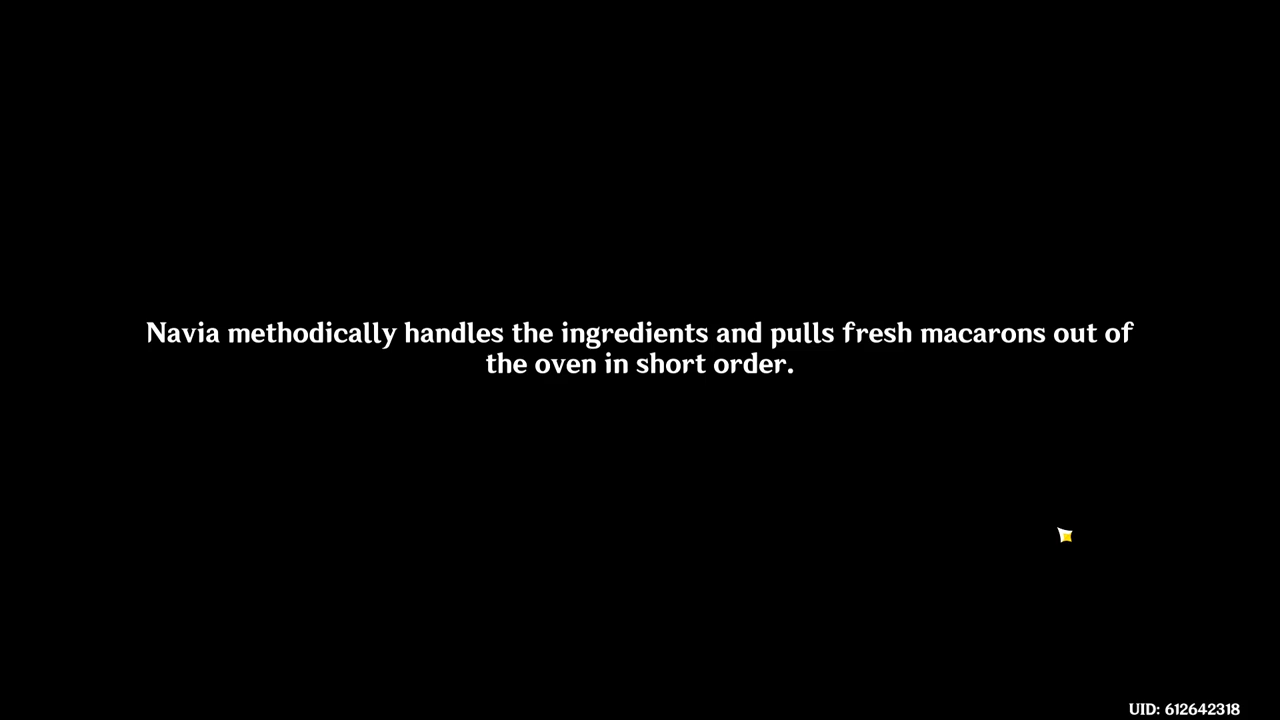 Navia methodically handles the ingredients and pulls fresh macarons out of
the oven in short order.
UID: 612642318